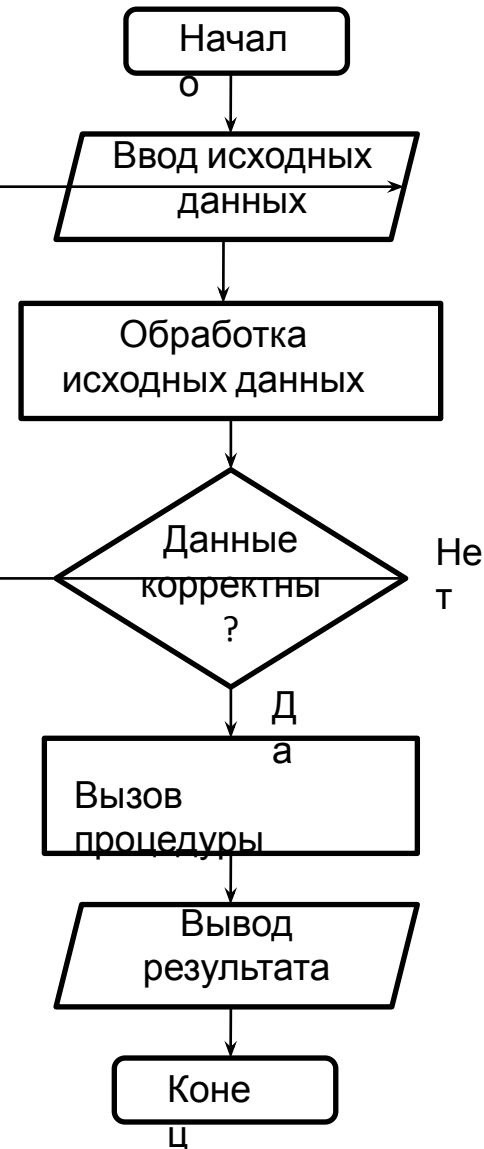 Начал
о
Ввод исходных
данных
Обработка
исходных данных
Данные
корректны
?
Не
т
Д
а
Вызов
процедуры
Вывод
результата
Коне
ц